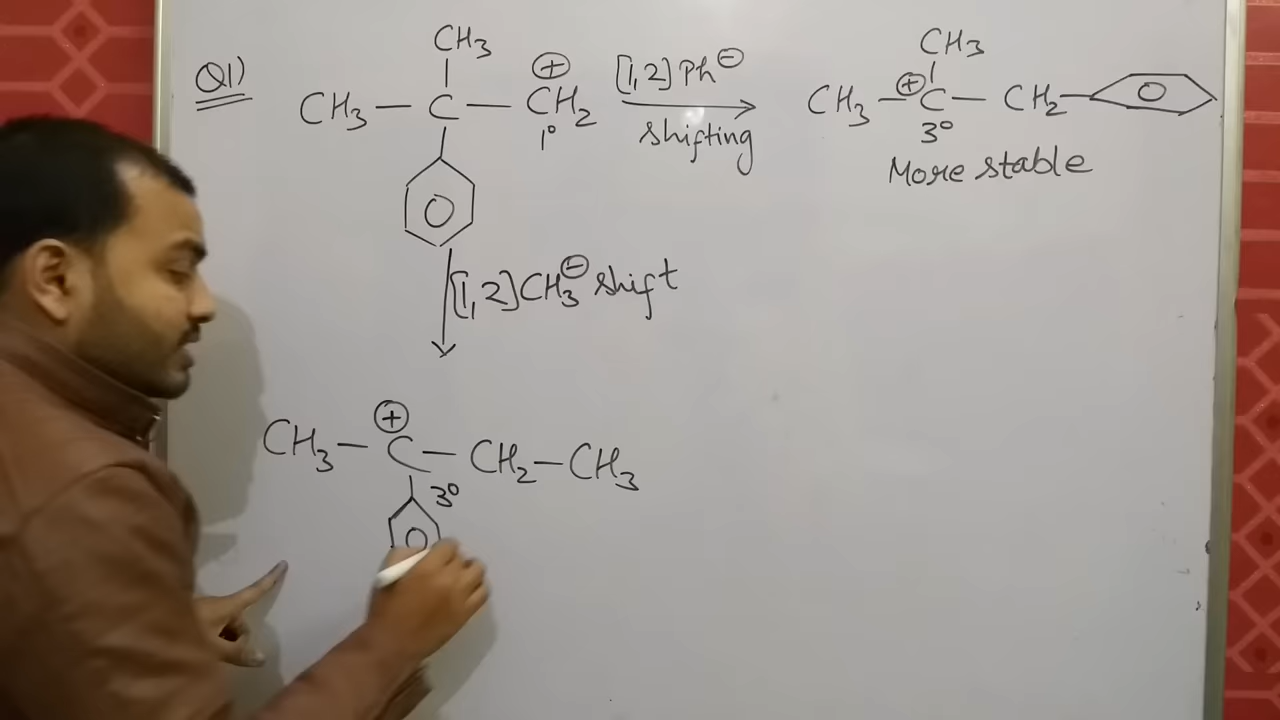 Q1)
CH3
CH3 — C — CH2
⊕
1°
[1,2] Ph⊖
shifting
CH3
CH3 — C — CH2 —
⊕
3°
More stable
[1,2] CH3⊖ shift
⊕
CH3 — C — CH2 — CH3
3°